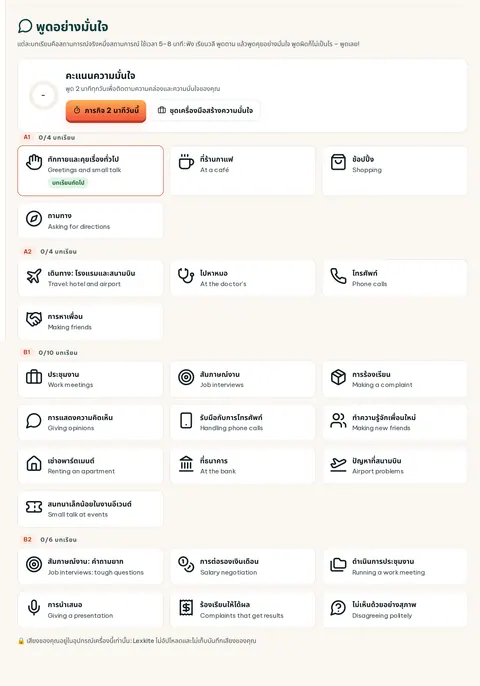 พูดอย่างมั่นใจ
แต่ละบทเรียนคือสถานการณ์จริงหนึ่งสถานการณ์ ใช้เวลา 5–8 นาที: ฟัง เรียนวลี พูดตาม แล้วพูดคุยอย่างมั่นใจ พูดผิดก็ไม่เป็นไร – พูดเลย!
คะแนนความมั่นใจ
พูด 2 นาทีทุกวันเพื่อติดตามความคล่องและความมั่นใจของคุณ
–
ภารกิจ 2 นาทีวันนี้
ชุดเครื่องมือสร้างความมั่นใจ
A1 0/4 บทเรียน
ทักทายและคุยเรื่องทั่วไป
Greetings and small talk
บทเรียนถัดไป
ที่ร้านกาแฟ
At a café
ช้อปปิ้ง
Shopping
ถามทาง
Asking for directions
A2 0/4 บทเรียน
เดินทาง: โรงแรมและสนามบิน
Travel: hotel and airport
ไปหาหมอ
At the doctor's
โทรศัพท์
Phone calls
การหาเพื่อน
Making friends
B1 0/10 บทเรียน
ประชุมงาน
Work meetings
สัมภาษณ์งาน
Job interviews
การร้องเรียน
Making a complaint
การแสดงความคิดเห็น
Giving opinions
รับมือกับการโทรศัพท์
Handling phone calls
ทำความรู้จักเพื่อนใหม่
Making new friends
เช่าอพาร์ตเมนต์
Renting an apartment
ที่ธนาคาร
At the bank
ปัญหาที่สนามบิน
Airport problems
สนทนาเล็กน้อยในงานอีเวนต์
Small talk at events
B2 0/6 บทเรียน
สัมภาษณ์งาน: คำถามยาก
Job interviews: tough questions
การต่อรองเงินเดือน
Salary negotiation
ดำเนินการประชุมงาน
Running a work meeting
การนำเสนอ
Giving a presentation
ร้องเรียนให้ได้ผล
Complaints that get results
ไม่เห็นด้วยอย่างสุภาพ
Disagreeing politely
เสียงของคุณอยู่ในอุปกรณ์เครื่องนี้เท่านั้น: Lexkite ไม่อัปโหลดและไม่เก็บบันทึกเสียงของคุณ